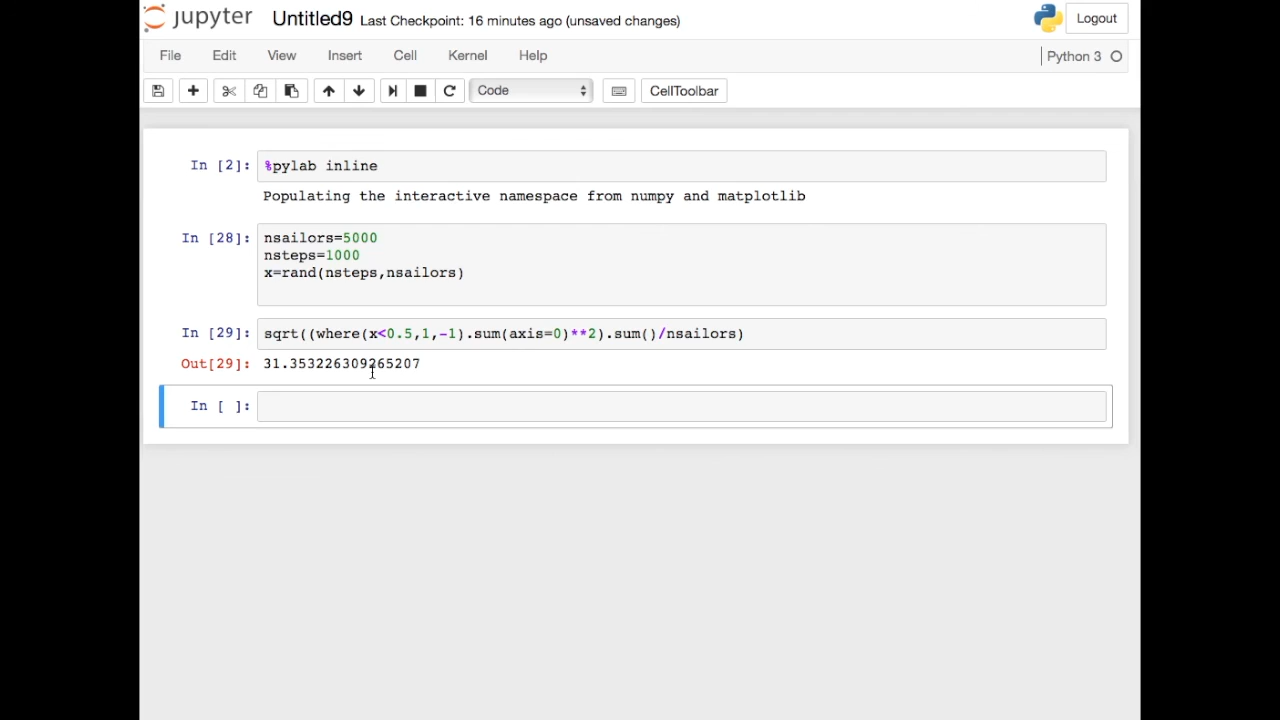 jupyter Untitled9 Last Checkpoint: 16 minutes ago (unsaved changes) Logout
File Edit View Insert Cell Kernel Help Python 3
Code CellToolbar
In [2]: %pylab inline
Populating the interactive namespace from numpy and matplotlib
In [28]: nsailors=5000
nsteps=1000
x=rand(nsteps,nsailors)
In [29]: sqrt((where(x<0.5,1,-1).sum(axis=0)**2).sum()/nsailors)
Out[29]: 31.353226309265207
In [ ]: